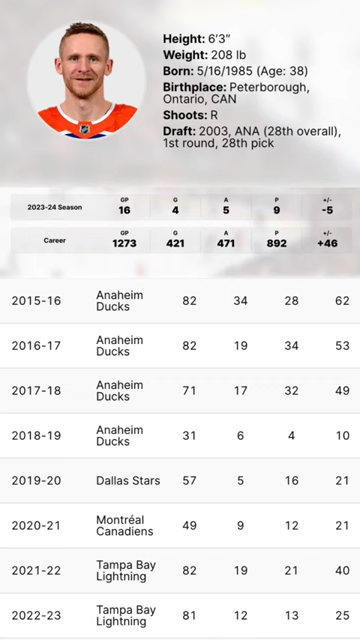 Height: 6'3"
Weight: 208 lb
Born: 5/16/1985 (Age: 38)
Birthplace: Peterborough,
Ontario, CAN
Shoots: R
Draft: 2003, ANA (28th overall),
1st round, 28th pick
GP G A P +/-
2023-24 Season 16 4 5 9 -5
GP G A P +/-
Career 1273 421 471 892 +46
2015-16 Anaheim Ducks 82 34 28 62
2016-17 Anaheim Ducks 82 19 34 53
2017-18 Anaheim Ducks 71 17 32 49
2018-19 Anaheim Ducks 31 6 4 10
2019-20 Dallas Stars 57 5 16 21
2020-21 Montréal Canadiens 49 9 12 21
2021-22 Tampa Bay Lightning 82 19 21 40
2022-23 Tampa Bay Lightning 81 12 13 25